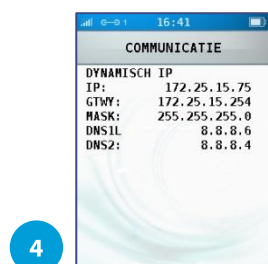 16:41
COMMUNICATIE
DYNAMISCH IP
IP: 172.25.15.75
GTWY: 172.25.15.254
MASK: 255.255.255.0
DNS1L 8.8.8.6
DNS2: 8.8.8.4
4